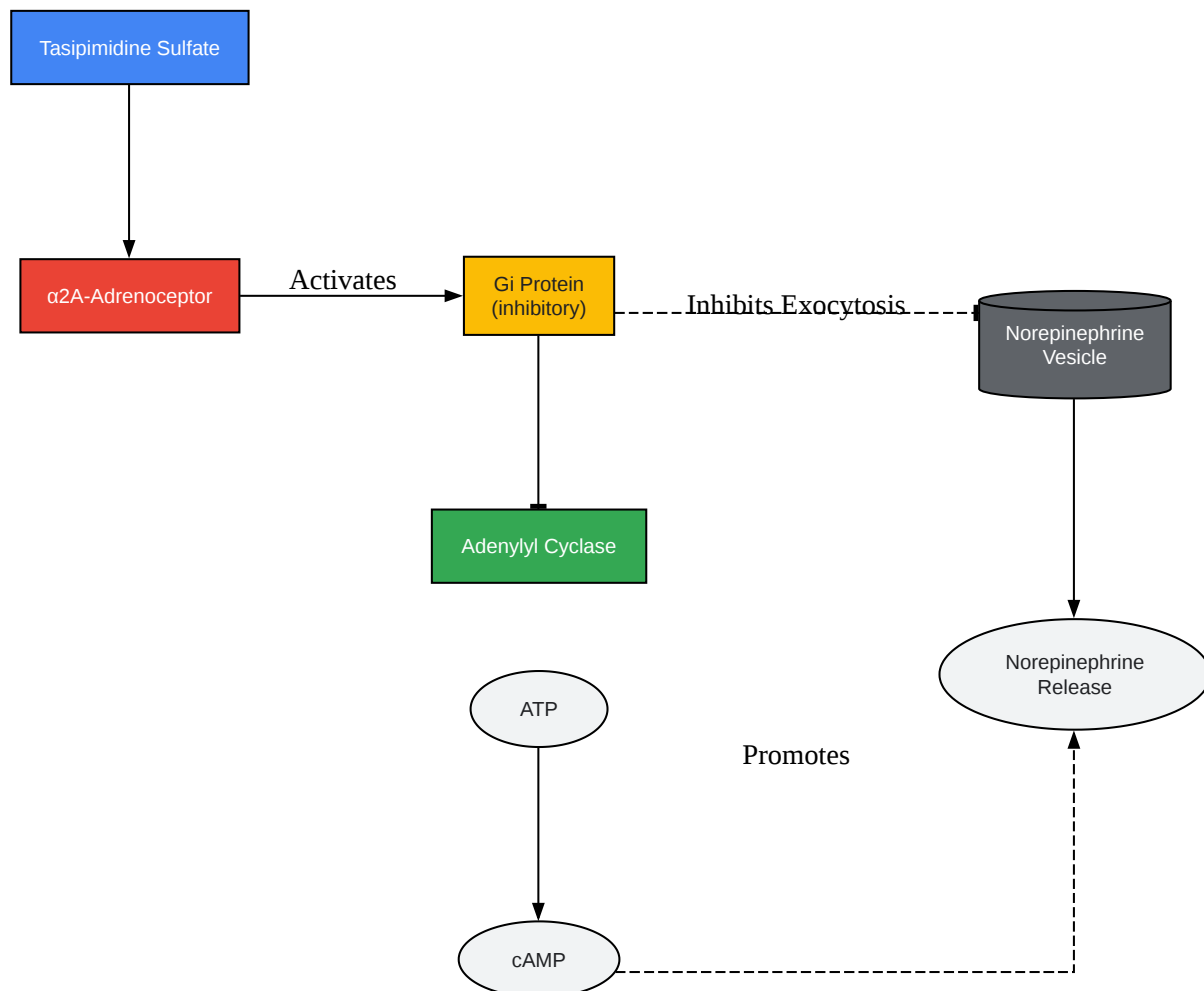 Tasipimidine Sulfate
α2A-Adrenoceptor
Activates
Gi Protein
(inhibitory)
Inhibits Exocytosis
Norepinephrine
Vesicle
Adenylyl Cyclase
Norepinephrine
Release
ATP
Promotes
cAMP